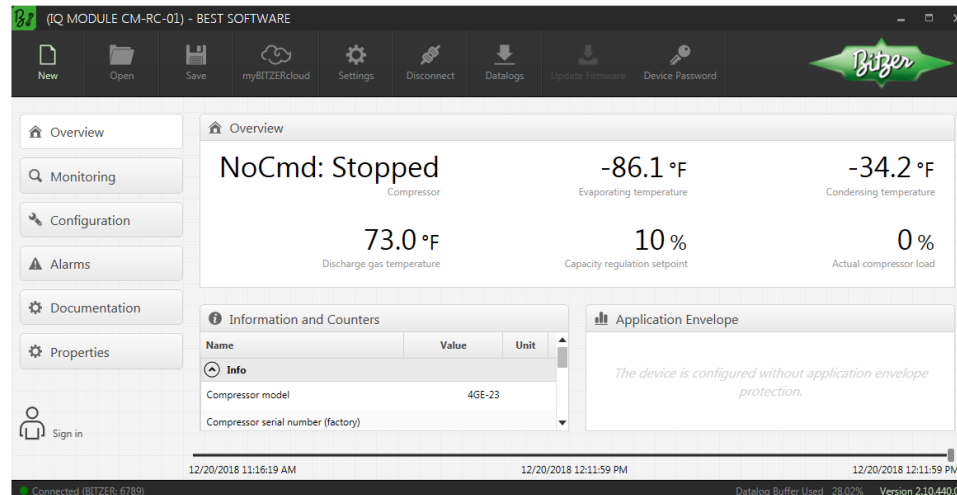 (IQ MODULE CM-RC-01) - BEST SOFTWARE
New Open Save myBITZERcloud Settings Disconnect Datalogs Update Firmware Device Password
Bitzer
Overview
Monitoring
Configuration
Alarms
Documentation
Properties
Sign in
Overview
NoCmd: Stopped
Compressor
-86.1 °F
Evaporating temperature
-34.2 °F
Condensing temperature
73.0 °F
Discharge gas temperature
10 %
Capacity regulation setpoint
0 %
Actual compressor load
Information and Counters
Name Value Unit
Info
Compressor model 4GE-23
Compressor serial number (factory)
Application Envelope
The device is configured without application envelope
protection.
12/20/2018 11:16:19 AM 12/20/2018 12:11:59 PM 12/20/2018 12:11:59 PM
Connected (BITZER: 6789) Datalog Buffer Used 28.02% Version 2.10.440.0